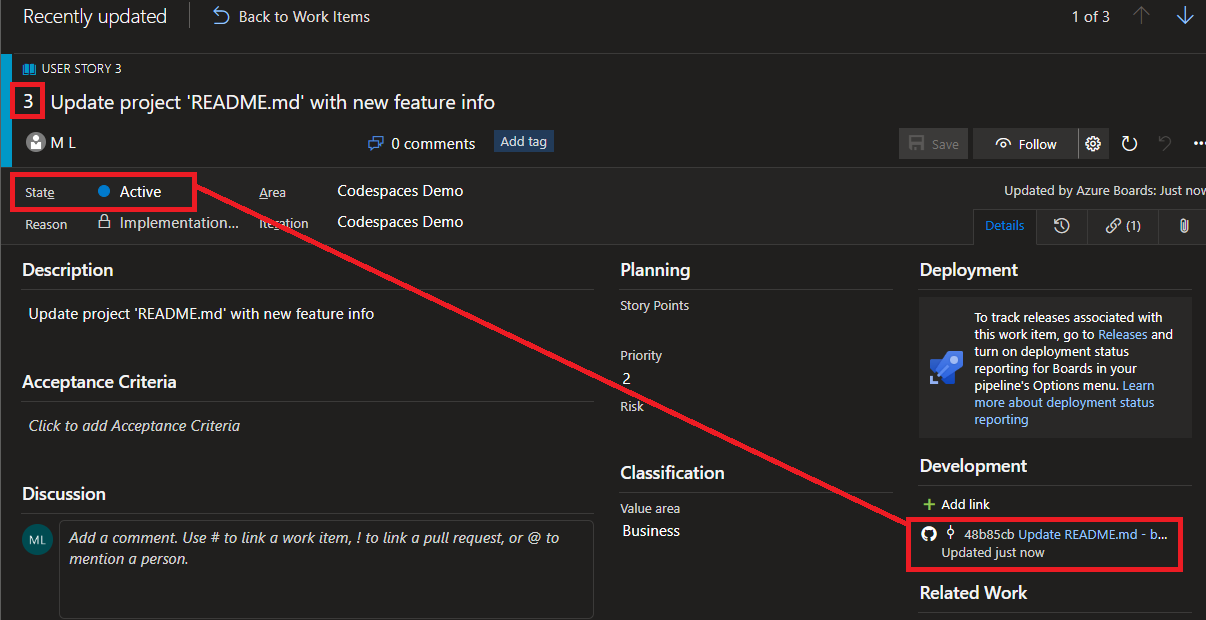 Recently updated
Back to Work Items
1 of 3
USER STORY 3
3 Update project 'README.md' with new feature info
M L
0 comments
Add tag
Save
Follow
State
Active
Area
Codespaces Demo
Updated by Azure Boards: Just now
Reason
Implementation...
Iteration
Codespaces Demo
Details
(1)
Description
Update project 'README.md' with new feature info
Acceptance Criteria
Click to add Acceptance Criteria
Discussion
ML
Add a comment. Use # to link a work item, ! to link a pull request, or @ to
mention a person.
Planning
Story Points
Priority
2
Risk
Classification
Value area
Business
Deployment
To track releases associated with
this work item, go to Releases and
turn on deployment status
reporting for Boards in your
pipeline's Options menu. Learn
more about deployment status
reporting
Development
Add link
48b85cb Update README.md - b...
Updated just now
Related Work